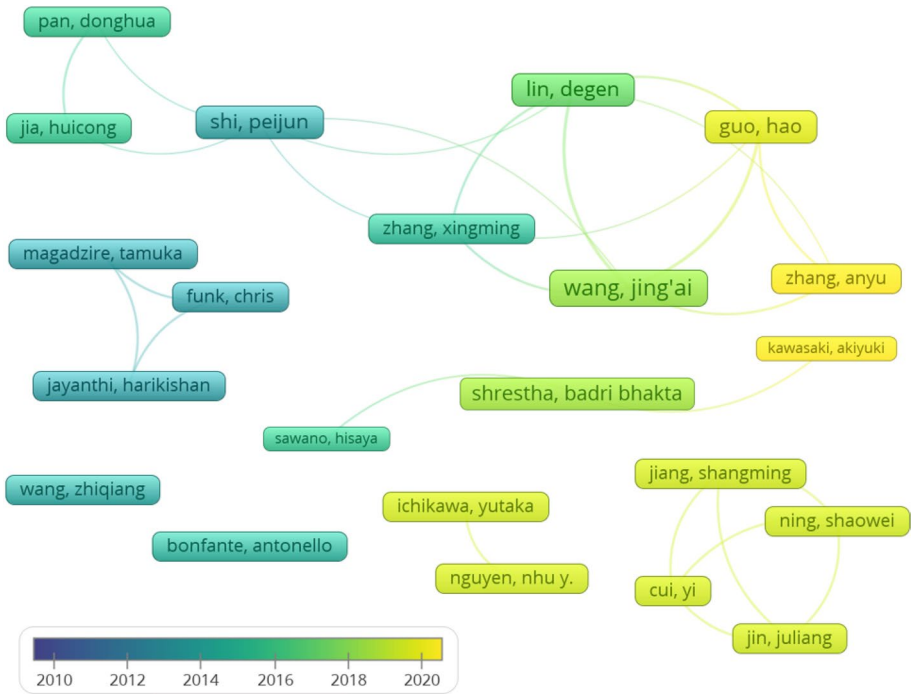 pan, donghua
lin, degen
jia, huicong
shi, peijun
guo, hao
zhang, xingming
magadzire, tamuka
zhang, anyu
funk, chris
wang, jing'ai
kawasaki, akiyuki
jayanthi, harikishan
shrestha, badri bhakta
sawano, hisaya
jiang, shangming
wang, zhiqiang
ichikawa, yutaka
ning, shaowei
bonfante, antonello
nguyen, nhu y.
cui, yi
jin, juliang
2010 2012 2014 2016 2018 2020